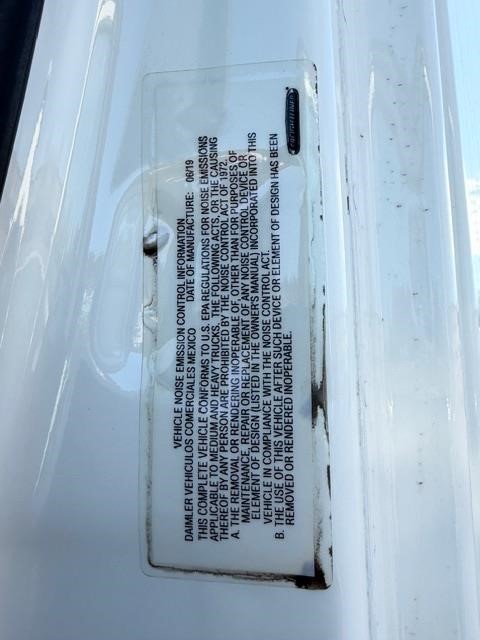 VEHICLE NOISE EMISSION CONTROL INFORMATION
DAIMLER VEHICULOS COMERCIALES MEXICO DATE OF MANUFACTURE: 06/19
THIS COMPLETE VEHICLE CONFORMS TO U.S. EPA REGULATIONS FOR NOISE EMISSIONS
APPLICABLE TO MEDIUM AND HEAVY TRUCKS. THE FOLLOWING ACTS, OR THE CAUSING
THEREOF BY ANY PERSON ARE PROHIBITED BY THE NOISE CONTROL ACT OF 1972.
A. THE REMOVAL OR RENDERING INOPERABLE OF, OTHER THAN FOR PURPOSES OF
MAINTENANCE, REPAIR OR REPLACEMENT OF ANY NOISE CONTROL DEVICE OR
ELEMENT OF DESIGN (LISTED IN THE OWNER'S MANUAL) INCORPORATED INTO THIS
VEHICLE IN COMPLIANCE WITH THE NOISE CONTROL ACT.
B. THE USE OF THIS VEHICLE AFTER SUCH DEVICE OR ELEMENT OF DESIGN HAS BEEN
REMOVED OR RENDERED INOPERABLE.